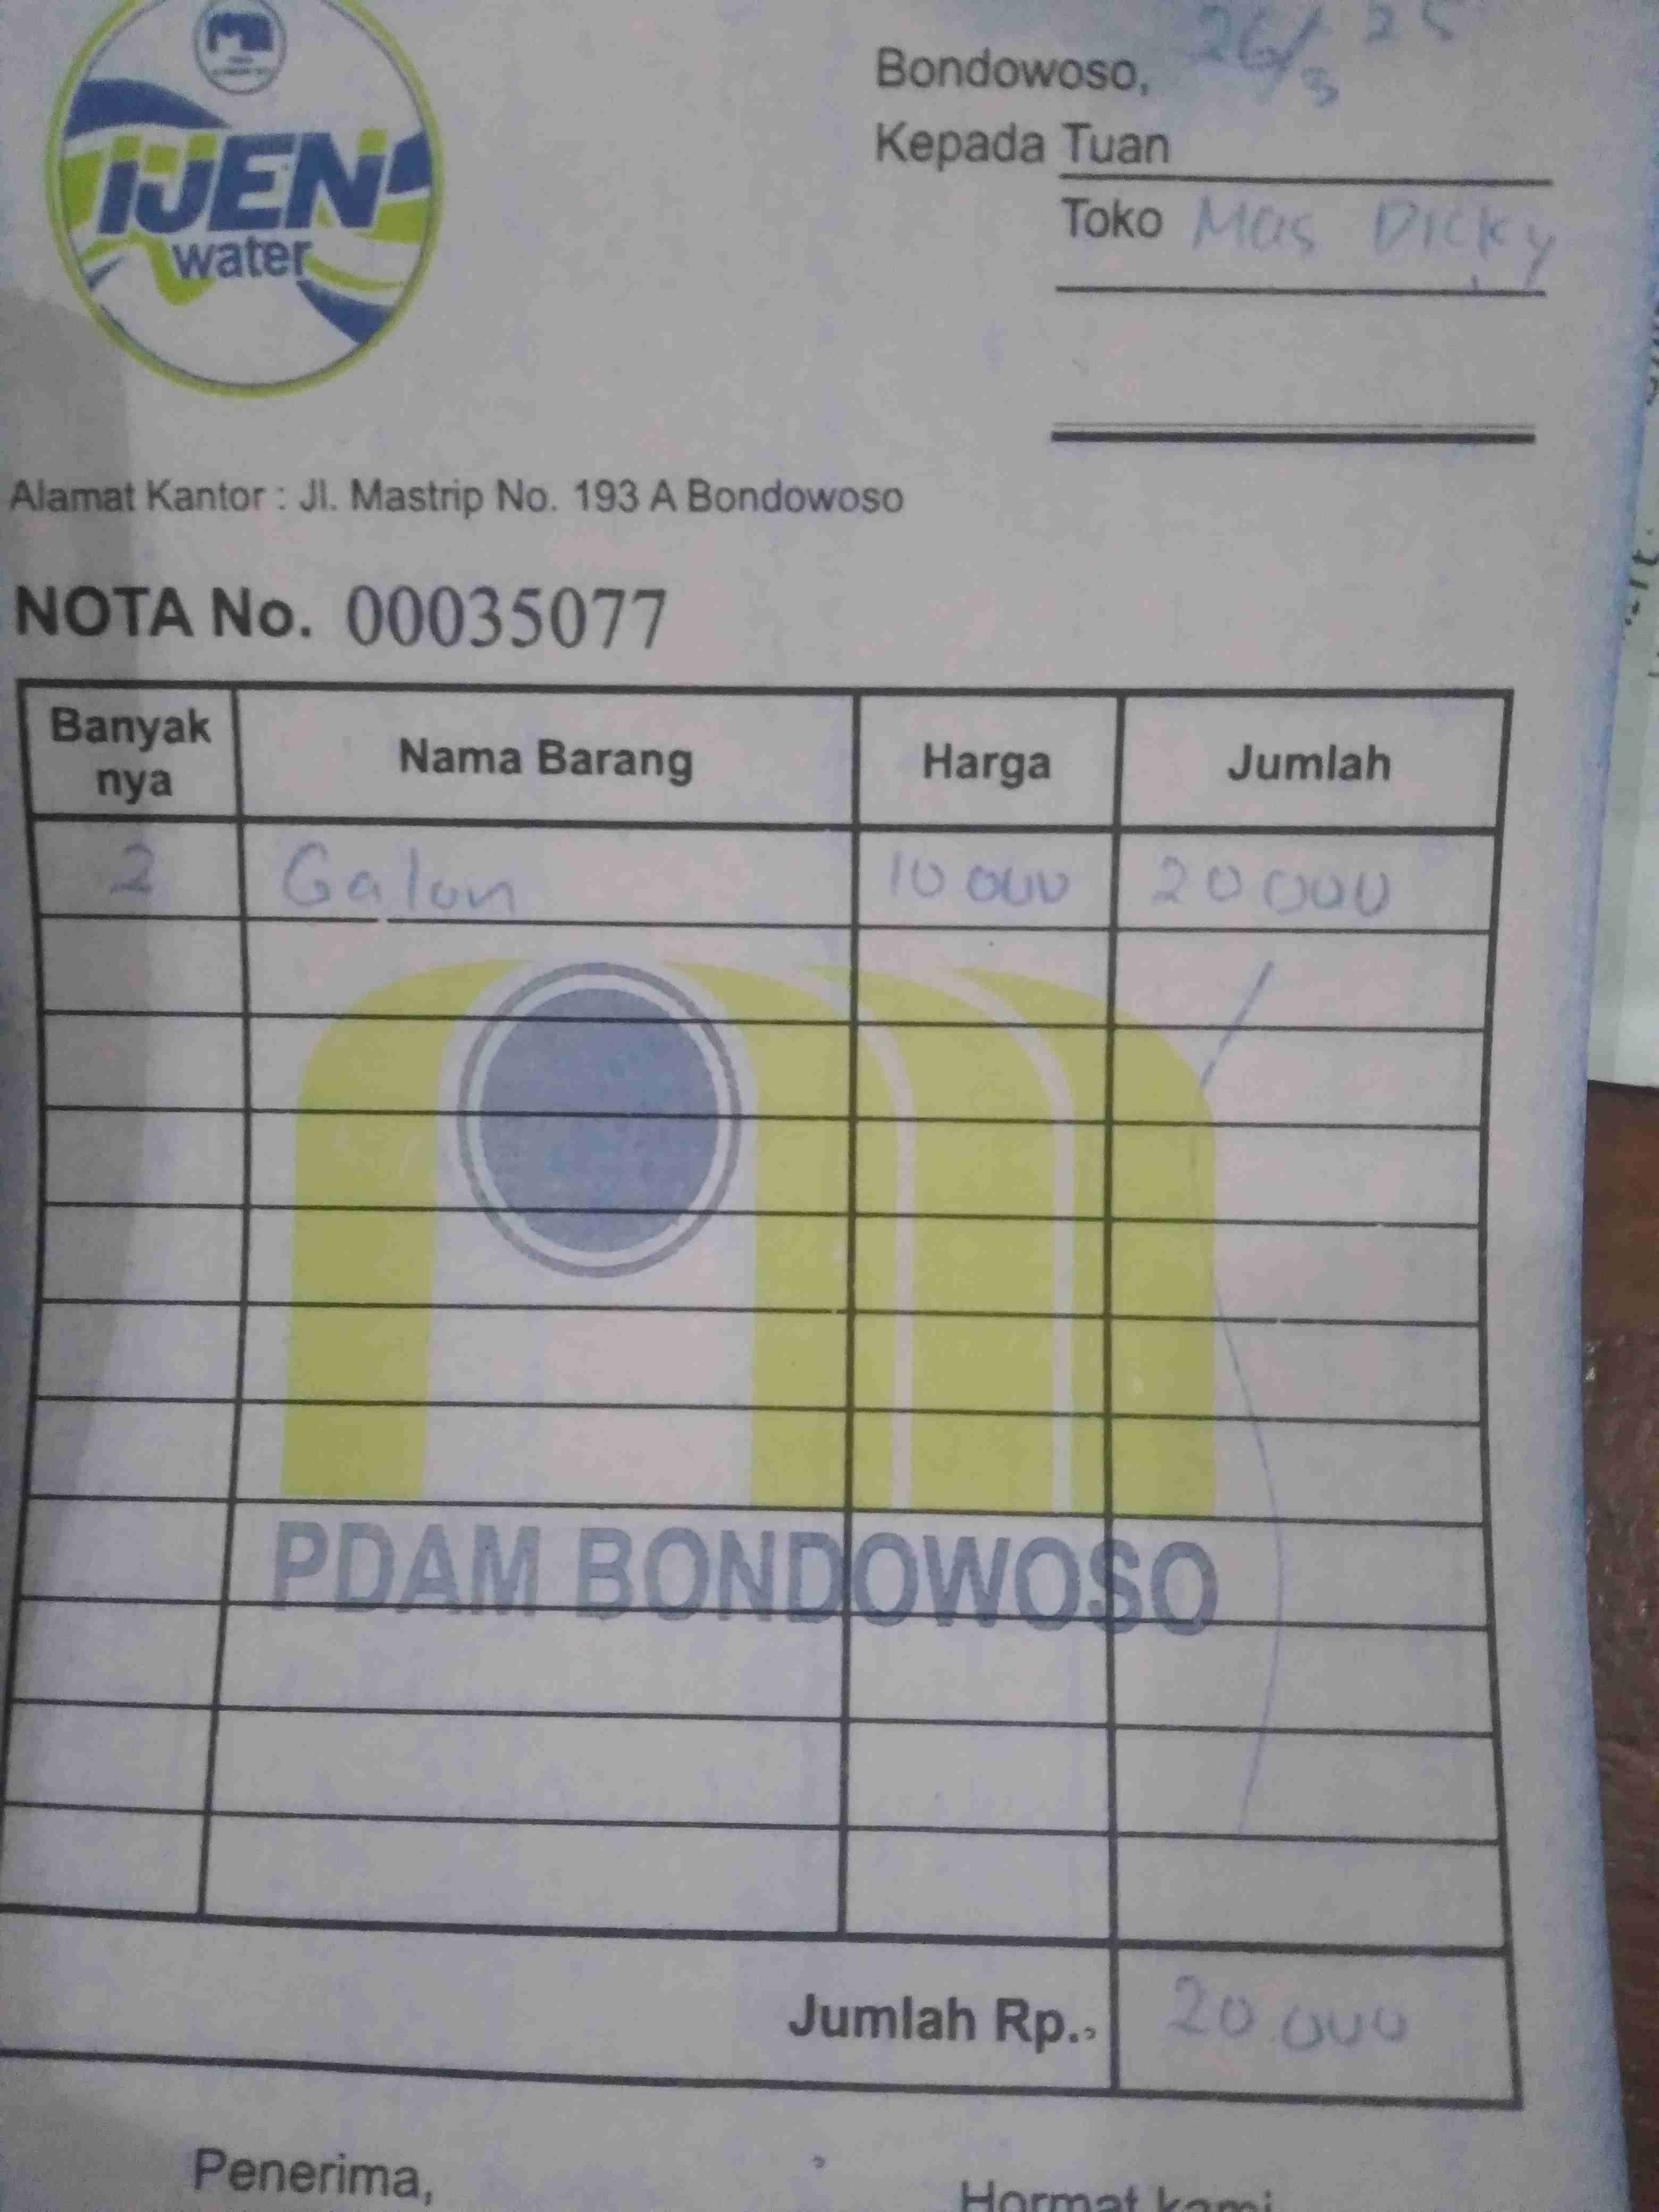 IJEN
water
Bondowoso, 26/3 25
Kepada Tuan
Toko Mas Dicky
Alamat Kantor : Jl. Mastrip No. 193 A Bondowoso
NOTA No. 00035077
Banyak nya Nama Barang Harga Jumlah
2 Galon 10 000 20 000
PDAM BONDOWOSO
Jumlah Rp. 20.000
Penerima, Hormat kami